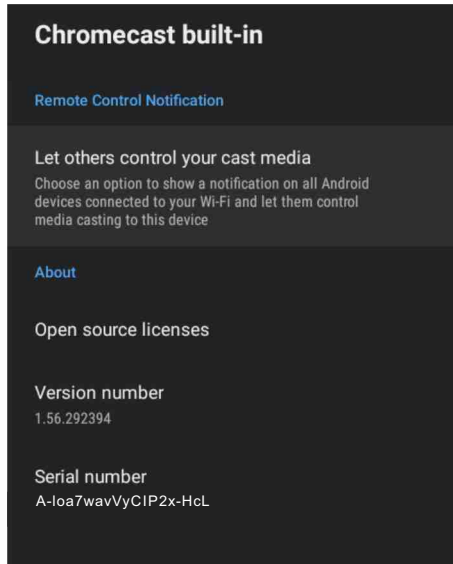 Chromecast built-in
Remote Control Notification
Let others control your cast media
Choose an option to show a notification on all Android
devices connected to your Wi-Fi and let them control
media casting to this device
About
Open source licenses
Version number
1.56.292394
Serial number
A-loa7wavVyCIP2x-HcL